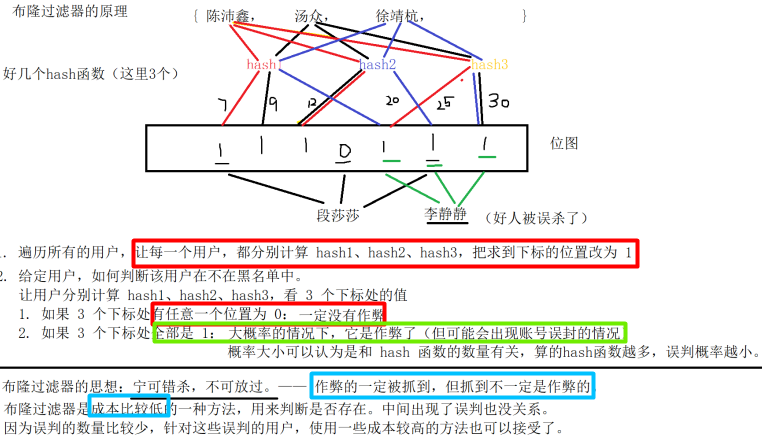 布隆过滤器的原理
{ 陈沛鑫， 汤众， 徐靖杭， }
好几个hash函数（这里3个）
hash1 hash2 hash3
7 9 12 20 25 30
1 1 1 0 1 1 1
位图
段莎莎 李静静 （好人被误杀了）
1. 遍历所有的用户，让每一个用户，都分别计算 hash1、hash2、hash3，把求到下标的位置改为 1
2. 给定用户，如何判断该用户在不在黑名单中。
让用户分别计算 hash1、hash2、hash3，看 3 个下标处的值
1. 如果 3 个下标处有任意一个位置为 0：一定没有作弊
2. 如果 3 个下标处全部是 1： 大概率的情况下，它是作弊了（但可能会出现账号误封的情况
概率大小可以认为是和 hash 函数的数量有关，算的hash函数越多，误判概率越小。
布隆过滤器的思想：宁可错杀，不可放过。—— 作弊的一定被抓到，但抓到不一定是作弊的
布隆过滤器是成本比较低的一种方法，用来判断是否存在。中间出现了误判也没关系。
因为误判的数量比较少，针对这些误判的用户，使用一些成本较高的方法也可以接受了。